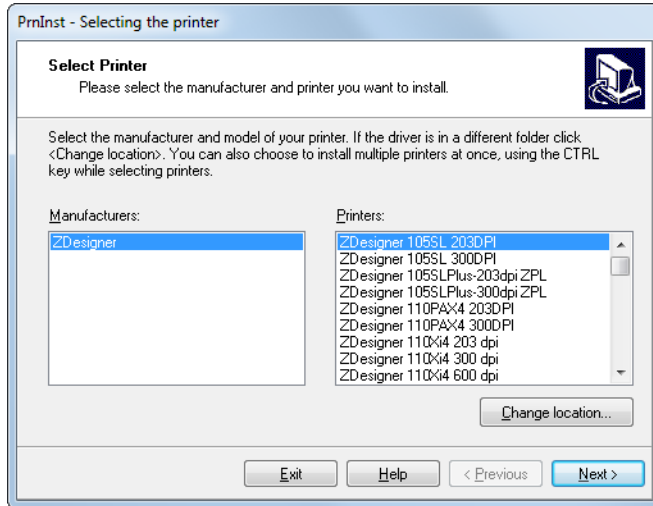 PrnInst - Selecting the printer
Select Printer
Please select the manufacturer and printer you want to install.
Select the manufacturer and model of your printer. If the driver is in a different folder click
<Change location>. You can also choose to install multiple printers at once, using the CTRL
key while selecting printers.
Manufacturers:
ZDesigner
Printers:
ZDesigner 105SL 203DPI
ZDesigner 105SL 300DPI
ZDesigner 105SLPlus-203dpi ZPL
ZDesigner 105SLPlus-300dpi ZPL
ZDesigner 110PAX4 203DPI
ZDesigner 110PAX4 300DPI
ZDesigner 110Xi4 203 dpi
ZDesigner 110Xi4 300 dpi
ZDesigner 110Xi4 600 dpi
Change location...
Exit
Help
< Previous
Next >